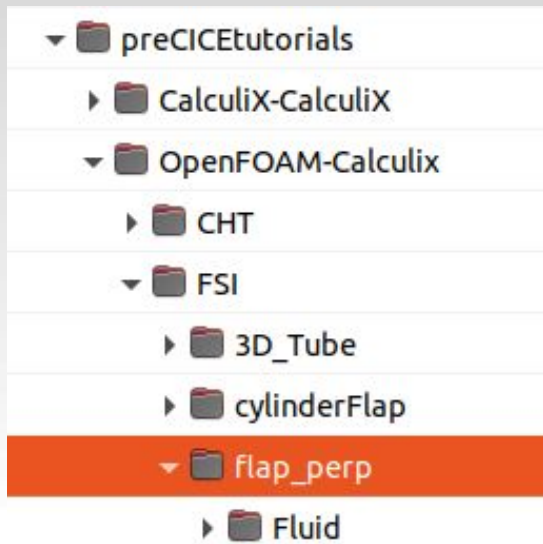 preCICEtutorials
CalculiX-CalculiX
OpenFOAM-Calculix
CHT
FSI
3D_Tube
cylinderFlap
flap_perp
Fluid